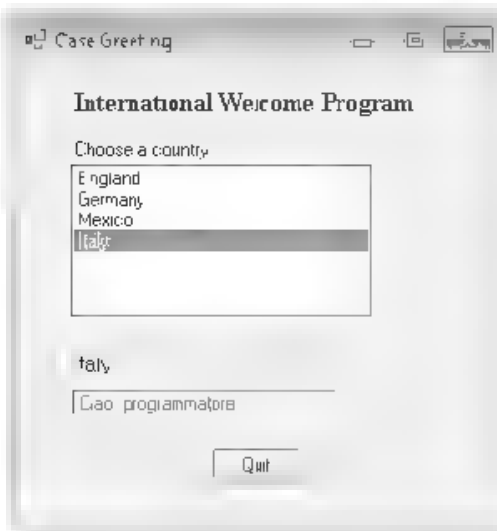 Case Greeting
International Welcome Program
Choose a country
England
Germany
Mexico
Italy
Italy
Ciao programmatore
Quit